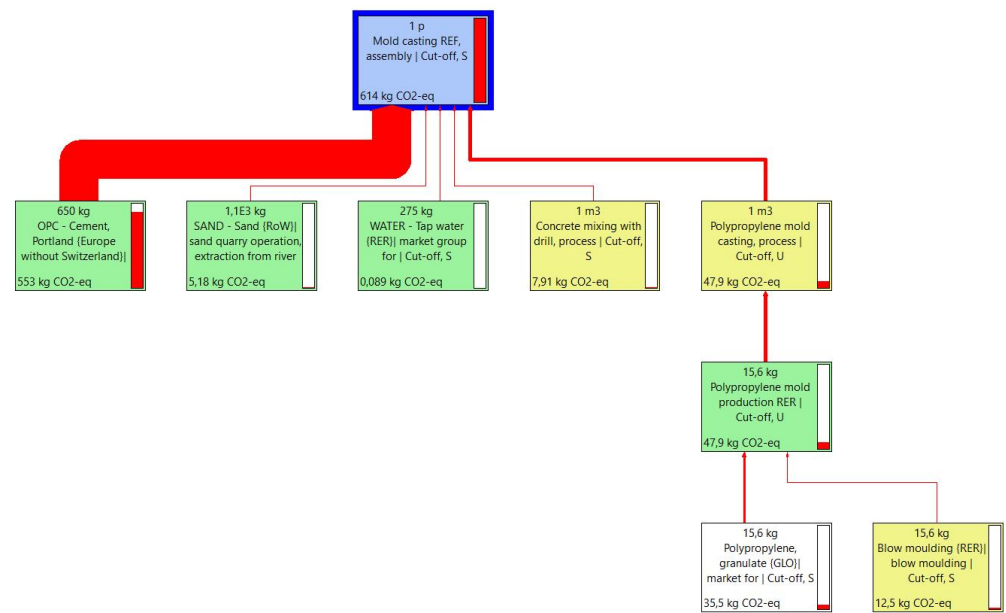 1 p
Mold casting REF,
assembly | Cut-off, S
614 kg CO2-eq
650 kg
OPC - Cement,
Portland {Europe
without Switzerland}|
553 kg CO2-eq
1,1E3 kg
SAND - Sand {RoW}|
sand quarry operation,
extraction from river
5,18 kg CO2-eq
275 kg
WATER - Tap water
{RER}| market group
for | Cut-off, S
0,089 kg CO2-eq
1 m3
Concrete mixing with
drill, process | Cut-off,
S
7,91 kg CO2-eq
1 m3
Polypropylene mold
casting, process |
Cut-off, U
47,9 kg CO2-eq
15,6 kg
Polypropylene mold
production RER |
Cut-off, U
47,9 kg CO2-eq
15,6 kg
Polypropylene,
granulate {GLO}|
market for | Cut-off, S
35,5 kg CO2-eq
15,6 kg
Blow moulding {RER}|
blow moulding |
Cut-off, S
12,5 kg CO2-eq